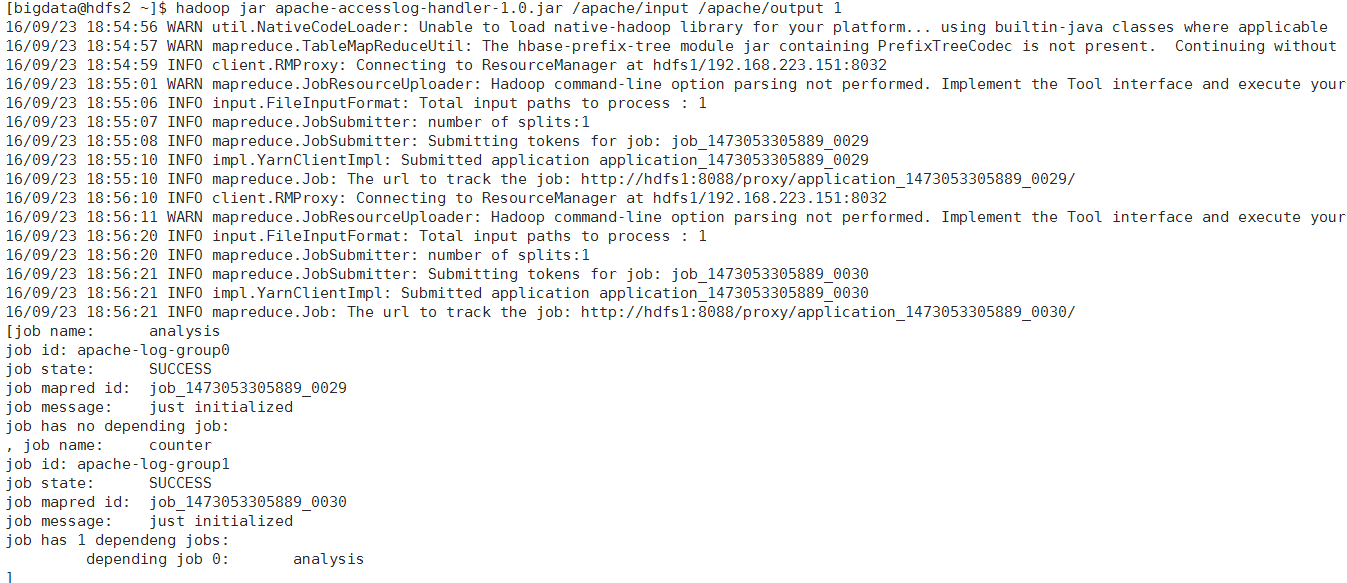 [bigdata@hdfs2 ~]$ hadoop jar apache-accesslog-handler-1.0.jar /apache/input /apache/output 1
16/09/23 18:54:56 WARN util.NativeCodeLoader: Unable to load native-hadoop library for your platform... using builtin-java classes where applicable
16/09/23 18:54:57 WARN mapreduce.TableMapReduceUtil: The hbase-prefix-tree module jar containing PrefixTreeCodec is not present.  Continuing without
16/09/23 18:54:59 INFO client.RMProxy: Connecting to ResourceManager at hdfs1/192.168.223.151:8032
16/09/23 18:55:01 WARN mapreduce.JobResourceUploader: Hadoop command-line option parsing not performed. Implement the Tool interface and execute your
16/09/23 18:55:06 INFO input.FileInputFormat: Total input paths to process : 1
16/09/23 18:55:07 INFO mapreduce.JobSubmitter: number of splits:1
16/09/23 18:55:08 INFO mapreduce.JobSubmitter: Submitting tokens for job: job_1473053305889_0029
16/09/23 18:55:10 INFO impl.YarnClientImpl: Submitted application application_1473053305889_0029
16/09/23 18:55:10 INFO mapreduce.Job: The url to track the job: http://hdfs1:8088/proxy/application_1473053305889_0029/
16/09/23 18:56:10 INFO client.RMProxy: Connecting to ResourceManager at hdfs1/192.168.223.151:8032
16/09/23 18:56:11 WARN mapreduce.JobResourceUploader: Hadoop command-line option parsing not performed. Implement the Tool interface and execute your
16/09/23 18:56:20 INFO input.FileInputFormat: Total input paths to process : 1
16/09/23 18:56:20 INFO mapreduce.JobSubmitter: number of splits:1
16/09/23 18:56:21 INFO mapreduce.JobSubmitter: Submitting tokens for job: job_1473053305889_0030
16/09/23 18:56:21 INFO impl.YarnClientImpl: Submitted application application_1473053305889_0030
16/09/23 18:56:21 INFO mapreduce.Job: The url to track the job: http://hdfs1:8088/proxy/application_1473053305889_0030/
[job name:      analysis
job id: apache-log-group0
job state:      SUCCESS
job mapred id:  job_1473053305889_0029
job message:    just initialized
job has no depending job:
, job name:     counter
job id: apache-log-group1
job state:      SUCCESS
job mapred id:  job_1473053305889_0030
job message:    just initialized
job has 1 dependeng jobs:
         depending job 0:       analysis
]